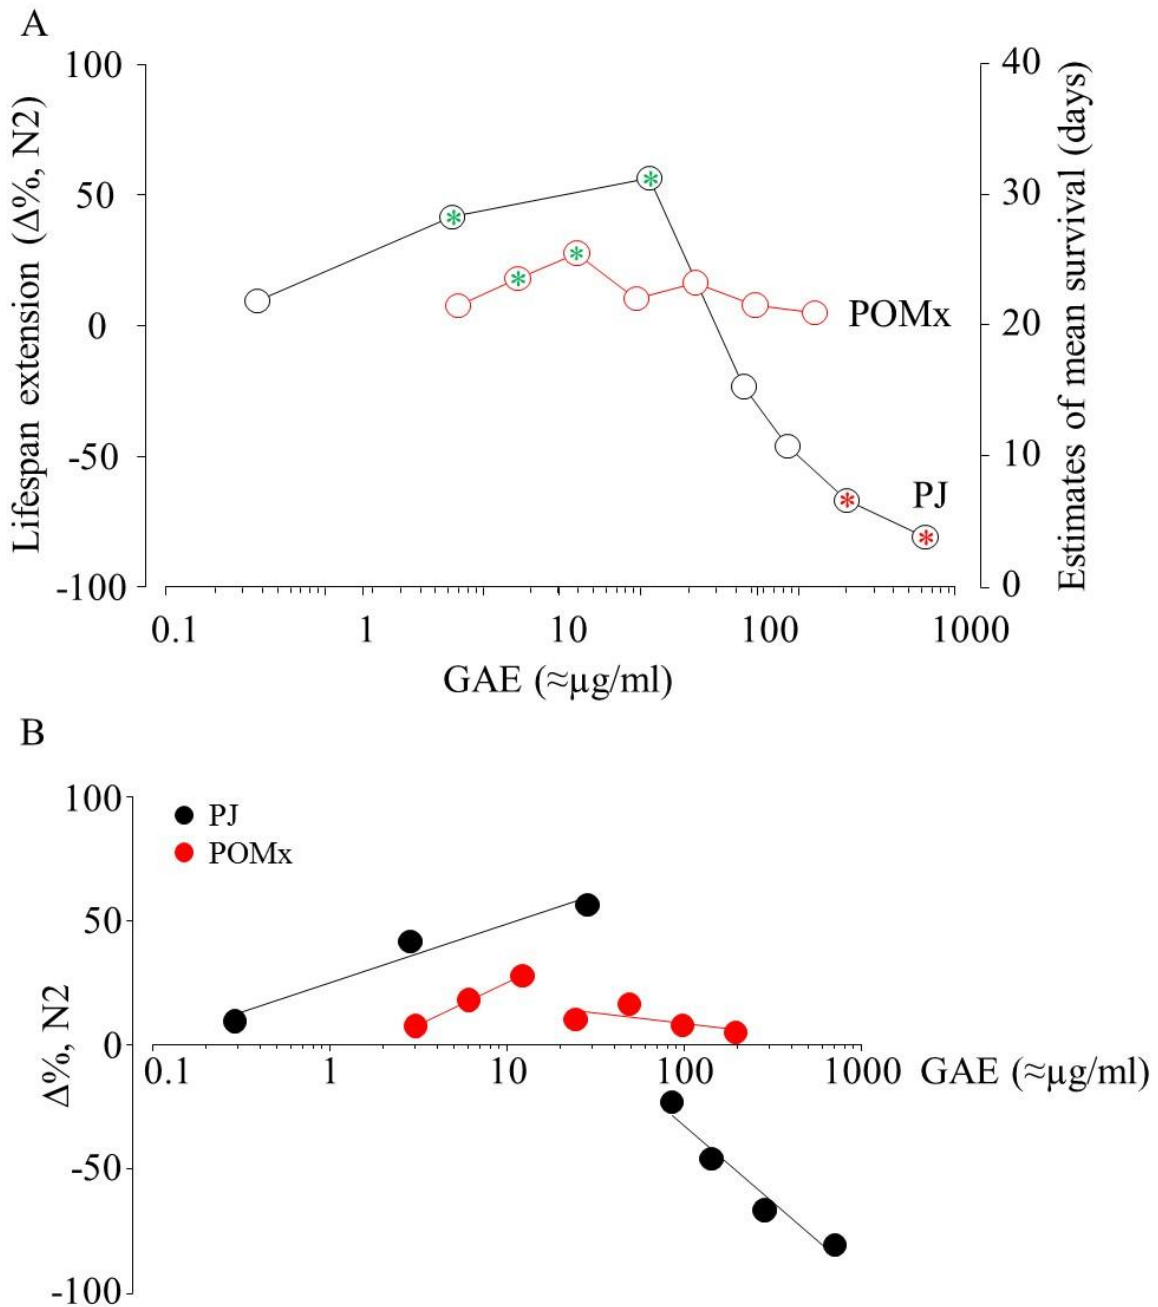 A
100
50
0
-50
-100
Lifespan extension (Δ%, N2)
40
30
20
10
0
Estimates of mean survival (days)
*
*
*
*
POMx
PJ
*
*
0.1 1 10 100 1000
GAE (≈µg/ml)
B
100
50
0
-50
-100
Δ%, N2
PJ
POMx
0.1 1 10 100 1000 GAE (≈µg/ml)